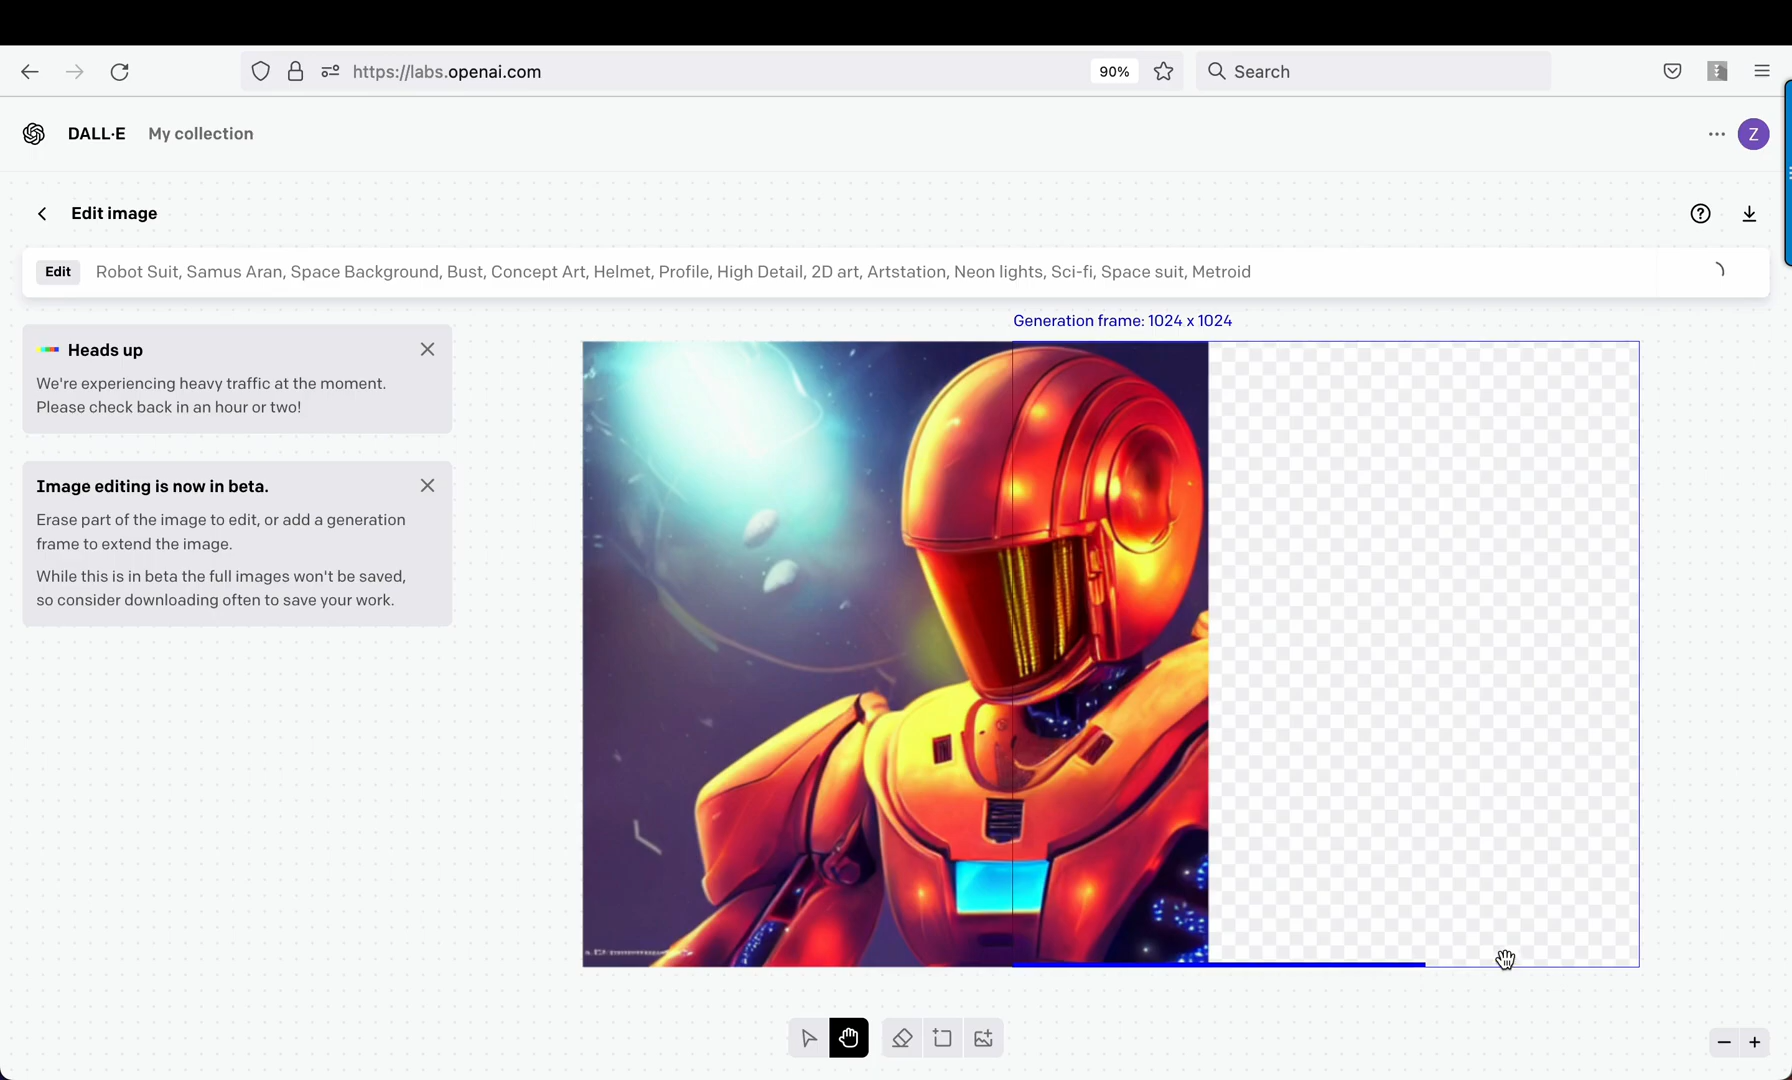 https://labs.openai.com
90%
Search
DALL·E My collection
Z
Edit image
Edit Robot Suit, Samus Aran, Space Background, Bust, Concept Art, Helmet, Profile, High Detail, 2D art, Artstation, Neon lights, Sci-fi, Space suit, Metroid
Generation frame: 1024 x 1024
Heads up
We're experiencing heavy traffic at the moment.
Please check back in an hour or two!
Image editing is now in beta.
Erase part of the image to edit, or add a generation
frame to extend the image.
While this is in beta the full images won't be saved,
so consider downloading often to save your work.